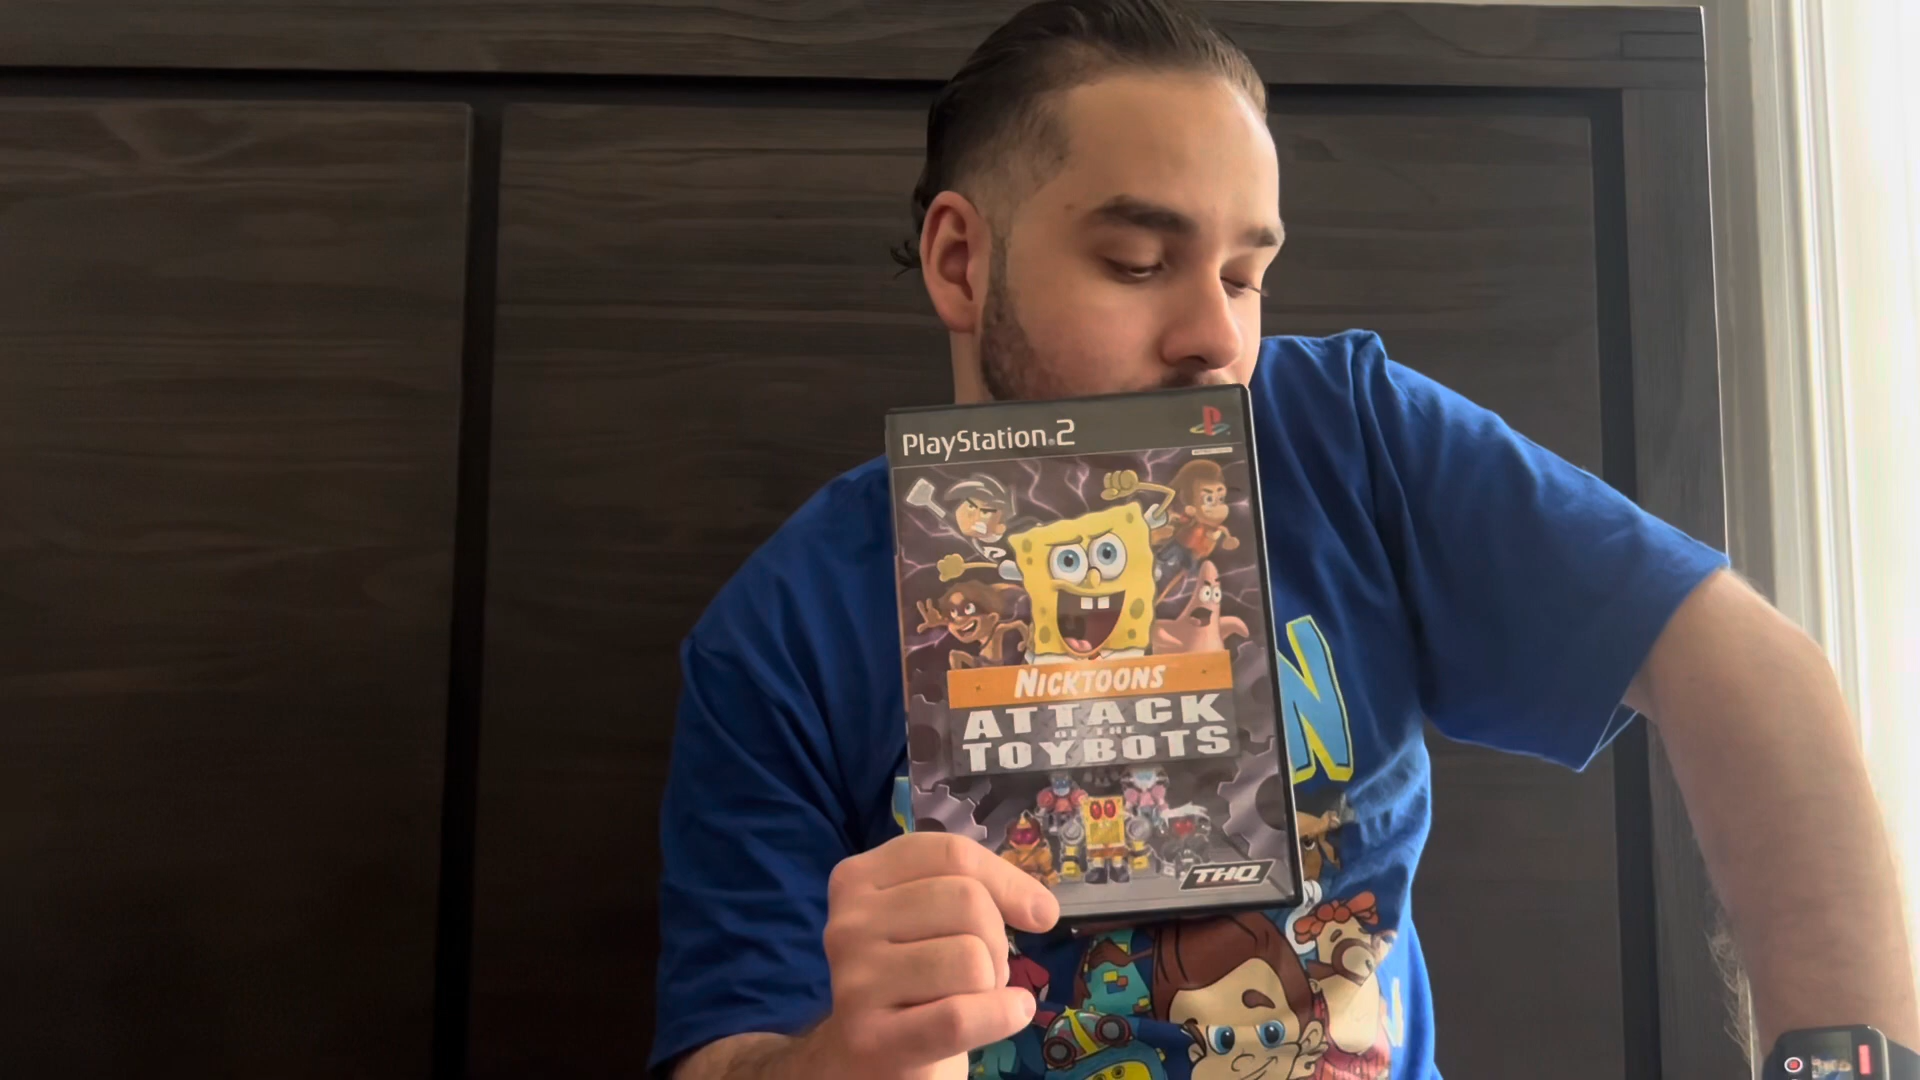 PlayStation.2
NICKTOONS
ATTACK
OF THE
TOYBOTS
THQ
N